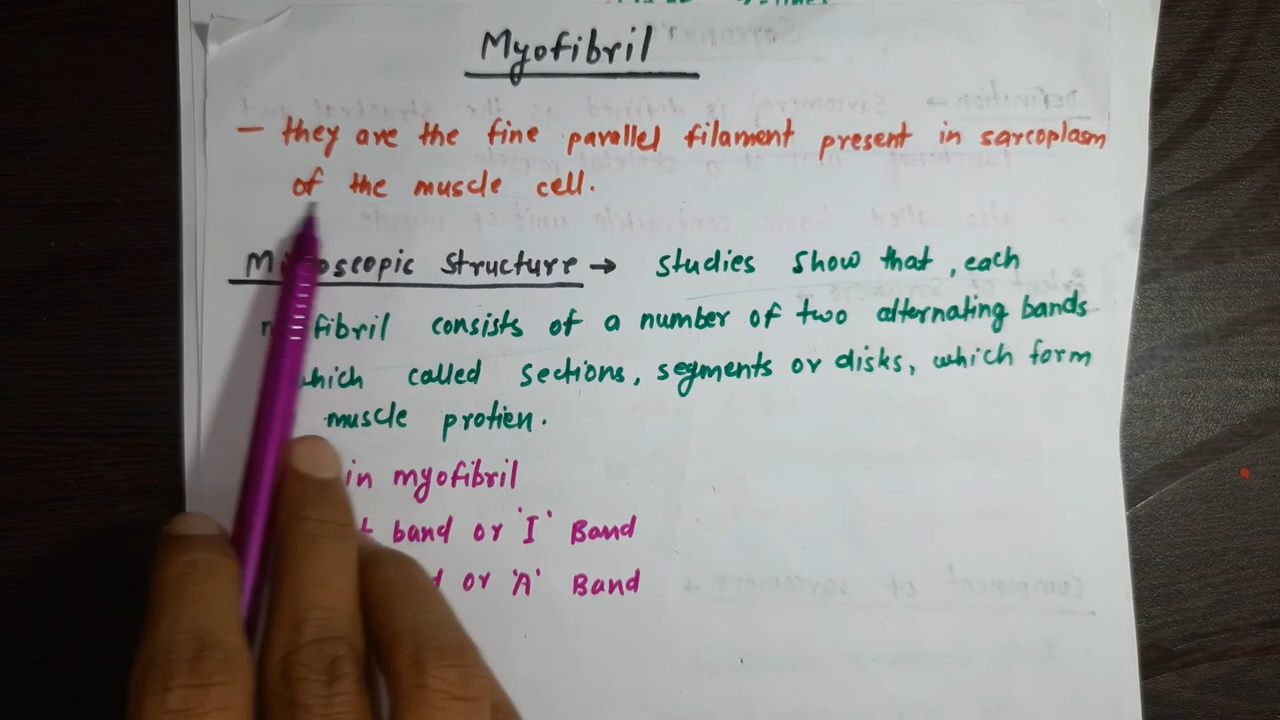 Myofibril
- they are the fine parallel filament present in sarcoplasm
of the muscle cell.
Structure → studies show that, each
fibril consists of a number of two alternating bands
which called sections, segments or disks, which form
muscle protien.
in myofibril
band or 'I' Band
or 'A' Band